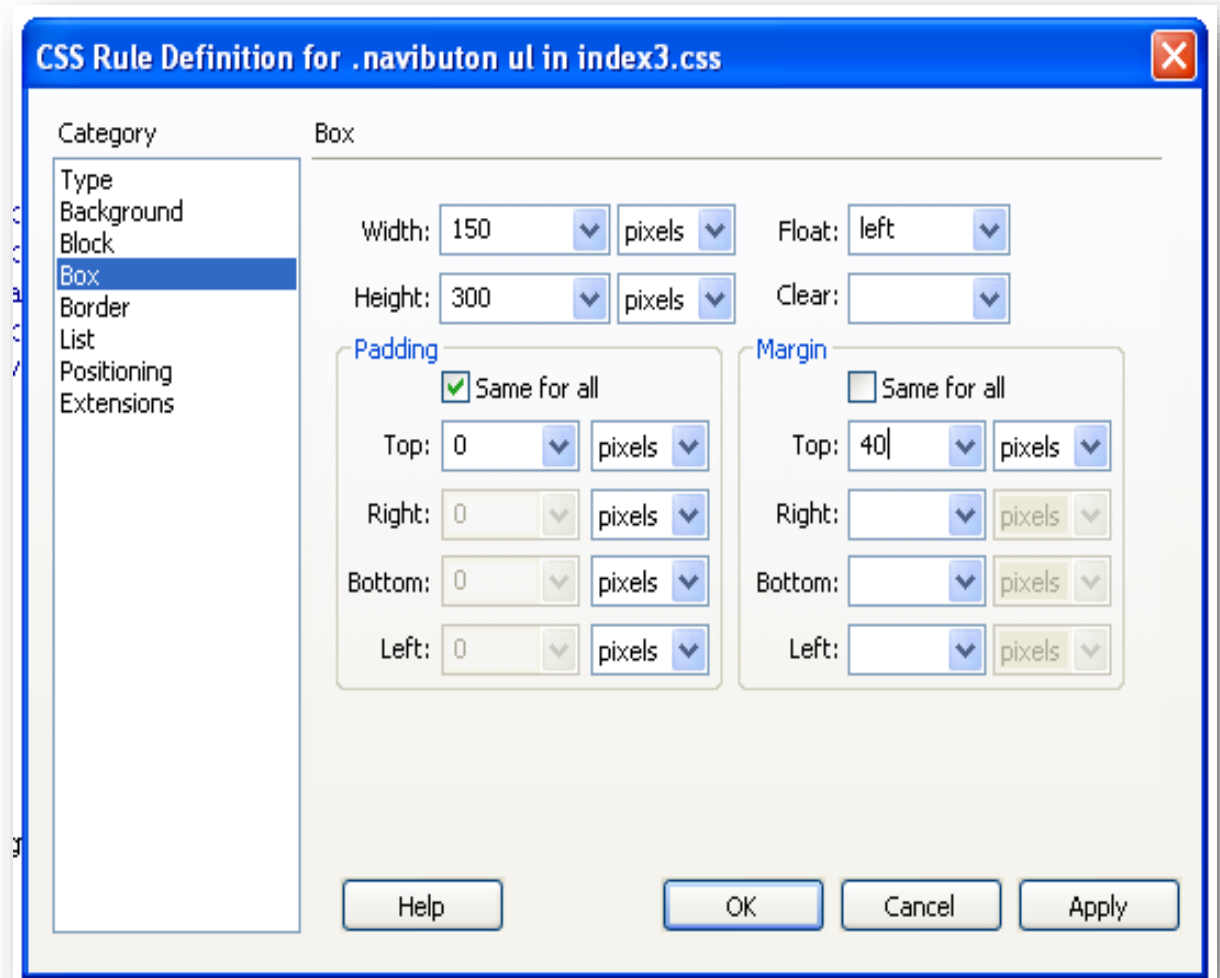 CSS Rule Definition for .navibuton ul in index3.css
Category
Type
Background
Block
Box
Border
List
Positioning
Extensions
Box
Width: 150 pixels Float: left
Height: 300 pixels Clear:
Padding
Same for all
Top: 0 pixels
Right: 0 pixels
Bottom: 0 pixels
Left: 0 pixels
Margin
Same for all
Top: 40 pixels
Right: pixels
Bottom: pixels
Left: pixels
Help OK Cancel Apply